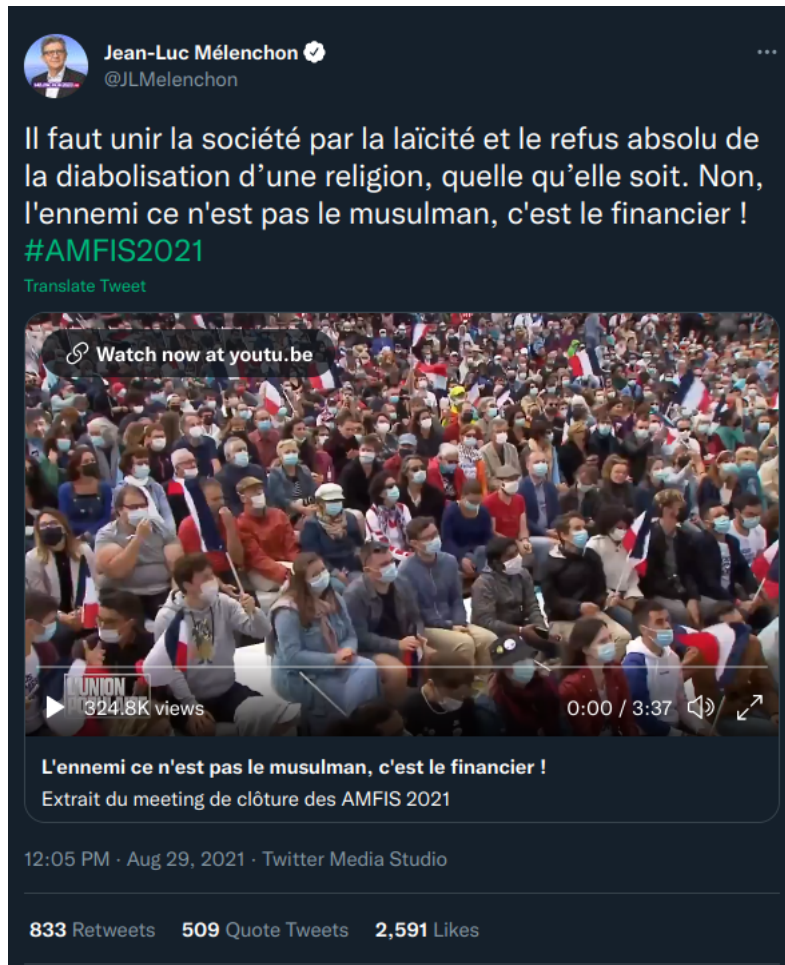 Jean-Luc Mélenchon
@JLMelenchon
Il faut unir la société par la laïcité et le refus absolu de
la diabolisation d’une religion, quelle qu’elle soit. Non,
l'ennemi ce n'est pas le musulman, c'est le financier !
#AMFIS2021
Translate Tweet
Watch now at youtu.be
L'UNION
324.8K views
0:00 / 3:37
L'ennemi ce n'est pas le musulman, c'est le financier !
Extrait du meeting de clôture des AMFIS 2021
12:05 PM · Aug 29, 2021 · Twitter Media Studio
833 Retweets 509 Quote Tweets 2,591 Likes